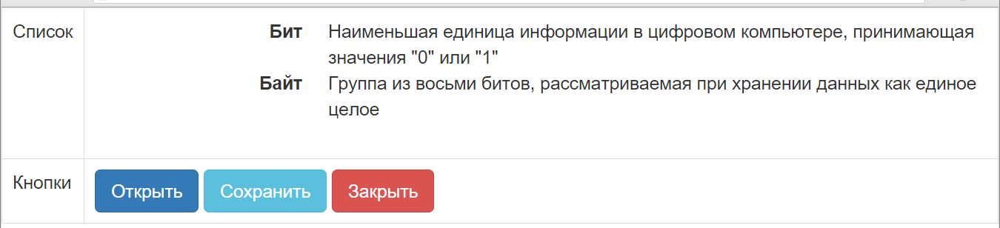 Список
Бит Наименьшая единица информации в цифровом компьютере, принимающая
значения "0" или "1"
Байт Группа из восьми битов, рассматриваемая при хранении данных как единое
целое
Кнопки
Открыть Сохранить Закрыть